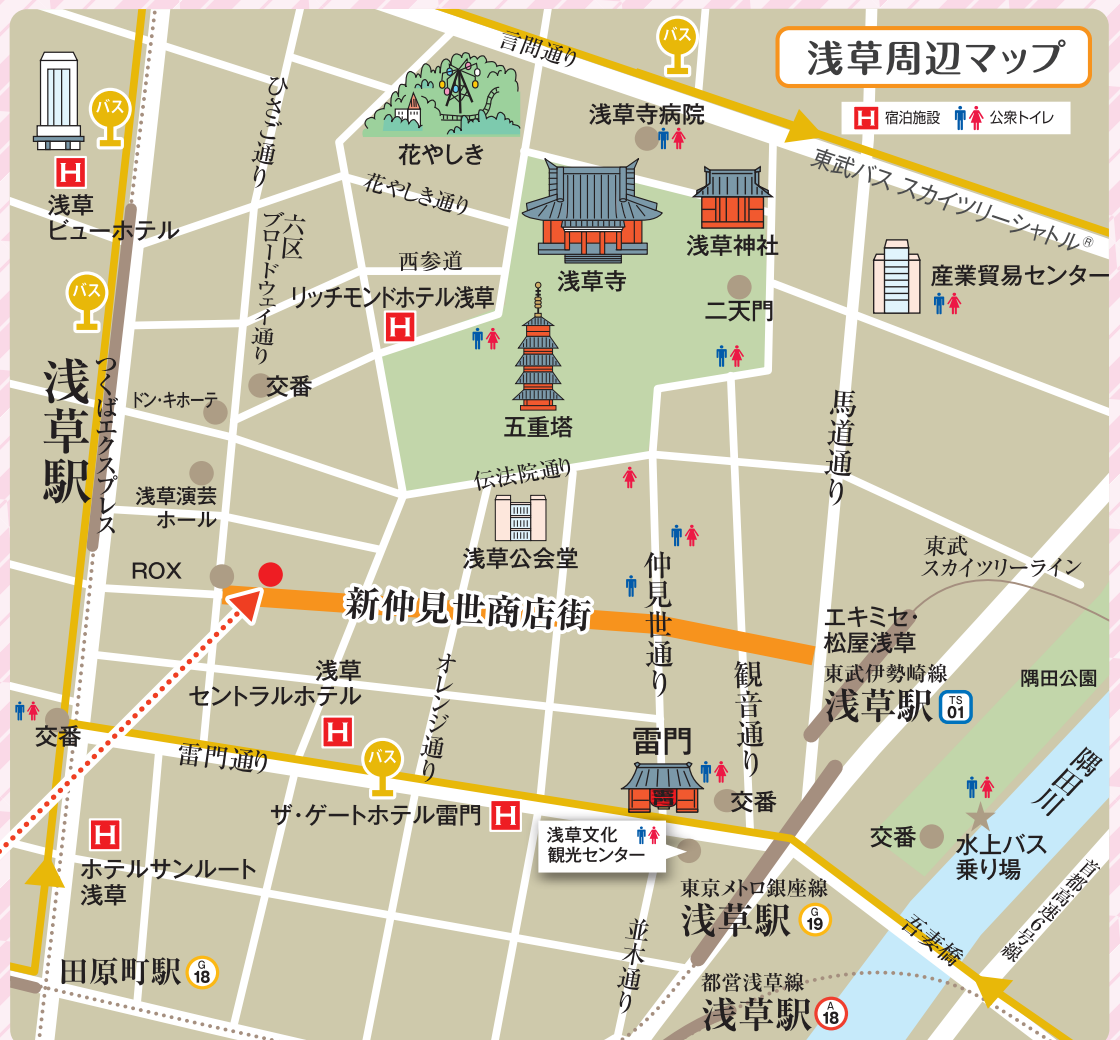 浅草周辺マップ
H 宿泊施設 公衆トイレ
言問り通り
バス
東武バス スカイツリーシャトル®
バス
H
浅草
ビューホテル
ひさご通り
花やしき
花やしき通り
浅草寺病院
浅草寺
浅草神社
二天門
産業貿易センター
六区
ブロードウェイ通り
西参道
リッチモンドホテル浅草
H
五重塔
バス
浅草駅
つくばエクスプレス
ドン・キホーテ
交番
浅草演芸
ホール
ROX
伝法院通り
浅草公会堂
馬道通り
東武
スカイツリーライン
新仲見世商店街
仲見世通り
観音通り
エキミセ・
松屋浅草
東武伊勢崎線
浅草駅
TS
01
隅田公園
隅田川
浅草
セントラルホテル
H
オレンジ通り
交番
雷門通り
バス
ザ・ゲートホテル雷門
H
雷門
交番
浅草文化
観光センター
交番
水上バス
乗り場
H
ホテルサンルート
浅草
田原町駅
G
18
東京メトロ銀座線
浅草駅
G
19
並木通り
都営浅草線
浅草駅
A
18
吾妻橋
首都高速6号線